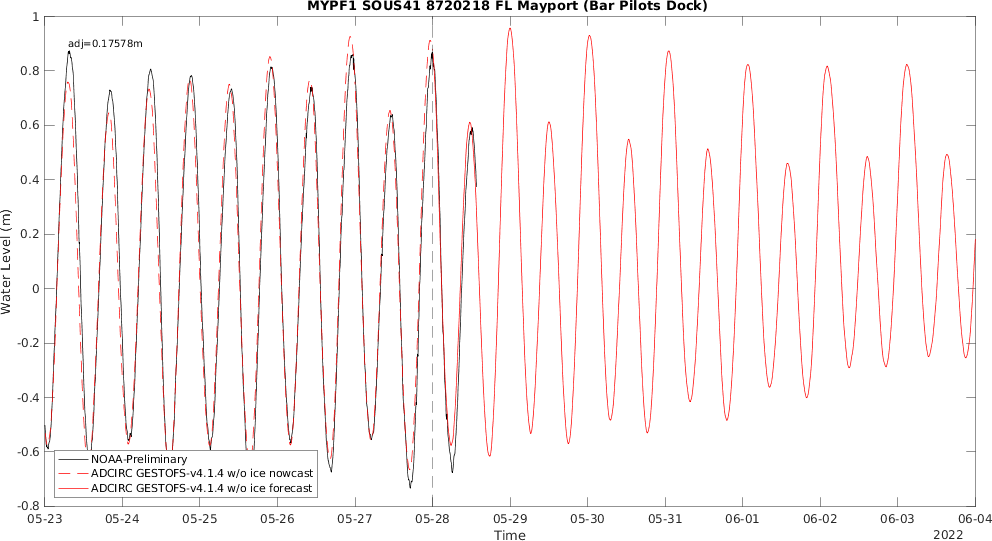 MYPF1 SOUS41 8720218 FL Mayport (Bar Pilots Dock)
adj=0.17578m
1
0.8
0.6
0.4
0.2
0
-0.2
-0.4
-0.6
-0.8
Water Level (m)
NOAA-Preliminary
ADCIRC GESTOFS-v4.1.4 w/o ice nowcast
ADCIRC GESTOFS-v4.1.4 w/o ice forecast
05-23 05-24 05-25 05-26 05-27 05-28 05-29 05-30 05-31 06-01 06-02 06-03 06-04
Time
2022